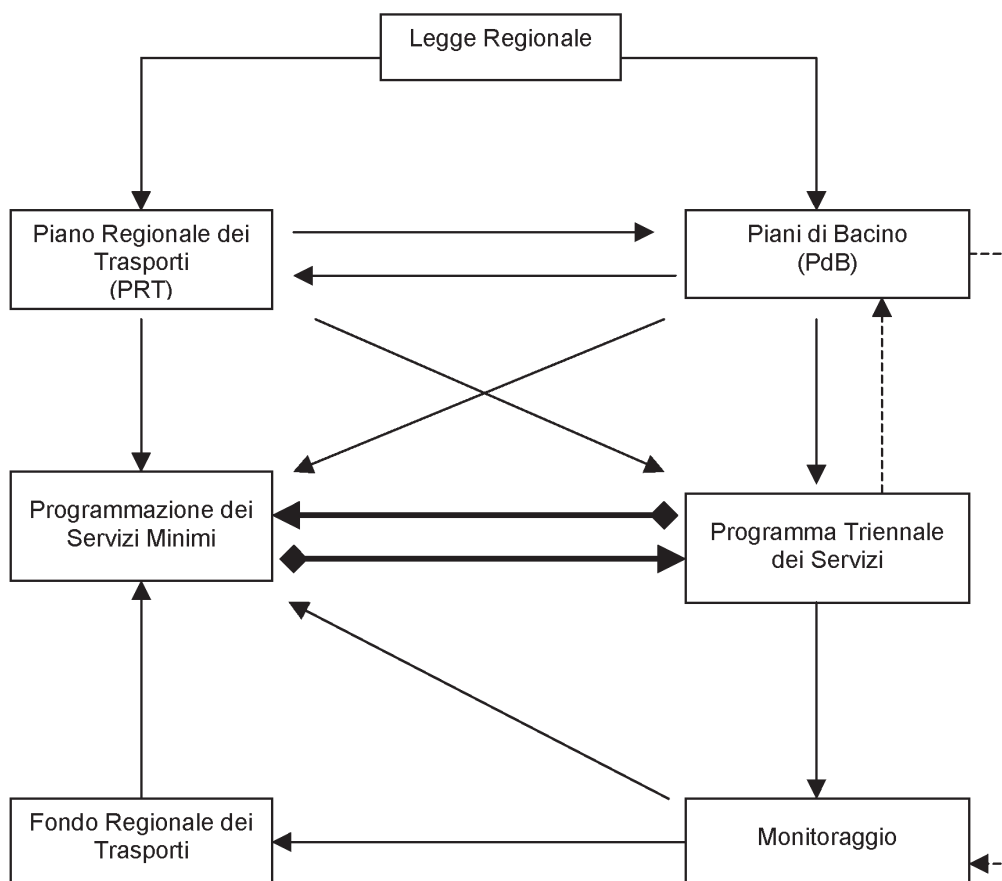 Legge Regionale
Piano Regionale dei
Trasporti
(PRT)
Piani di Bacino
(PdB)
Programmazione dei
Servizi Minimi
Programma Triennale
dei Servizi
Fondo Regionale dei
Trasporti
Monitoraggio